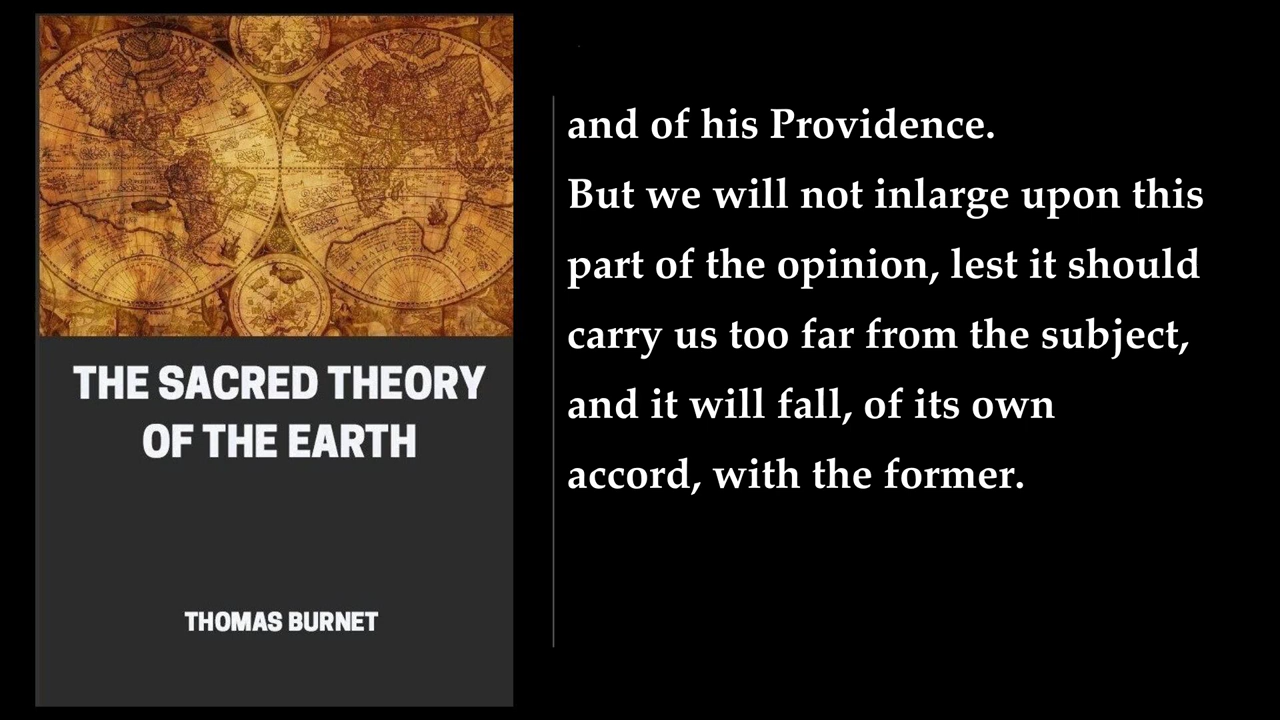 THE SACRED THEORY
OF THE EARTH
THOMAS BURNET
and of his Providence.
But we will not inlarge upon this
part of the opinion, lest it should
carry us too far from the subject,
and it will fall, of its own
accord, with the former.